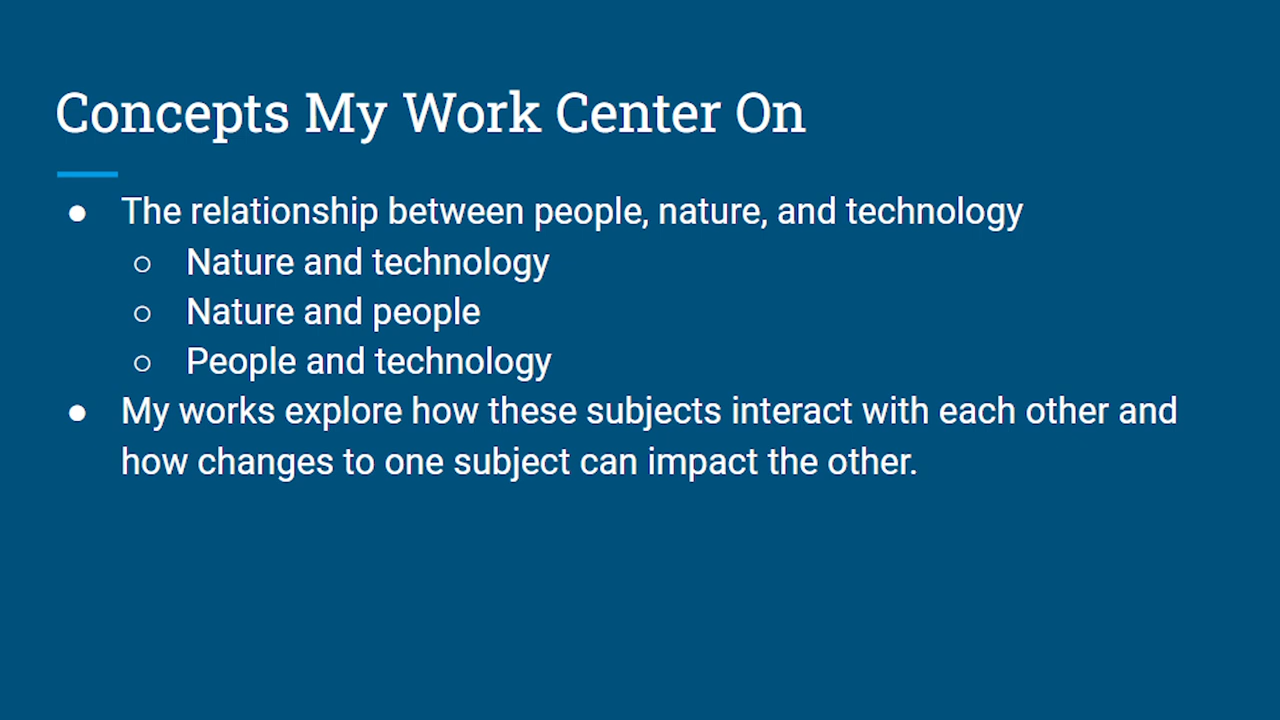 Concepts My Work Center On
● The relationship between people, nature, and technology
○ Nature and technology
○ Nature and people
○ People and technology
● My works explore how these subjects interact with each other and
how changes to one subject can impact the other.